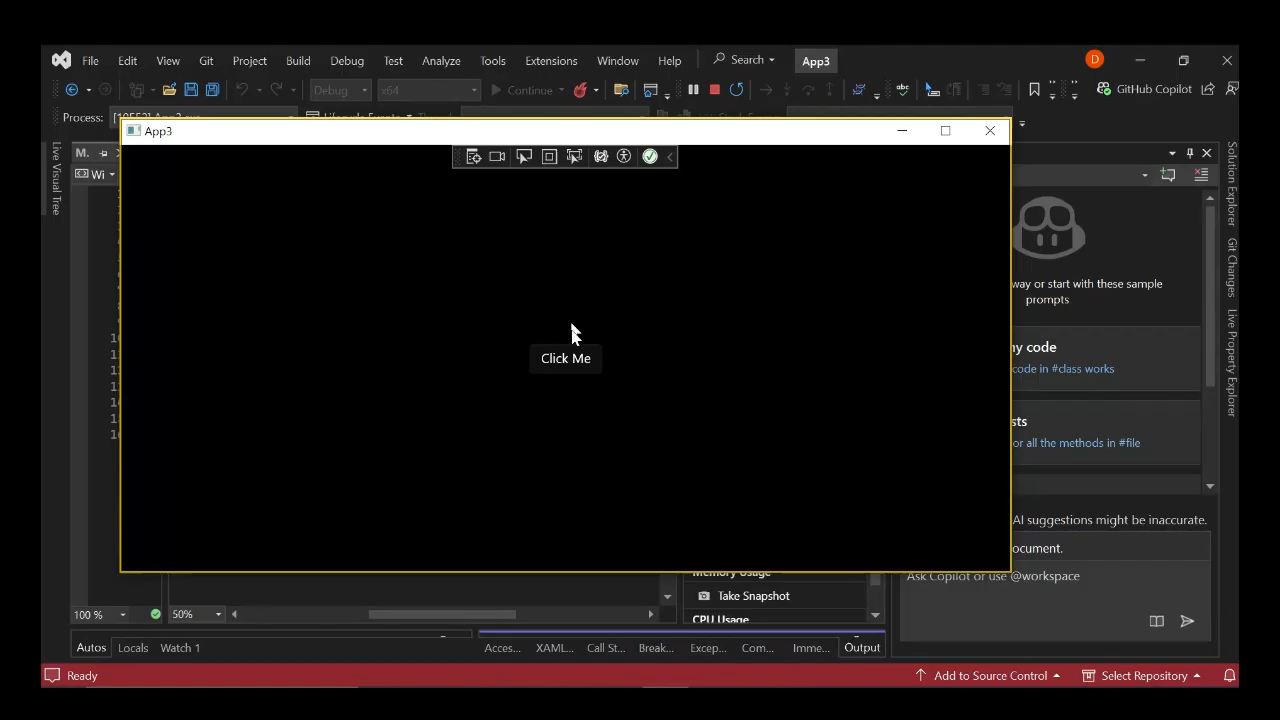 File Edit View Git Project Build Debug Test Analyze Tools Extensions Window Help Search App3 D
Debug x64 Continue abc GitHub Copilot
Process:
App3
M.
Wi
Live Visual Tree
Solution Explorer
Git Changes
Live Property Explorer
way or start with these sample
prompts
my code
code in #class works
Click Me
or all the methods in #file
AI suggestions might be inaccurate.
ocument.
Ask Copilot or use @workspace
Memory Usage
Take Snapshot
CPU Usage
100 % 50%
Autos Locals Watch 1 Acces... XAML... Call St... Break... Excep... Com... Imme... Output
Ready Add to Source Control Select Repository